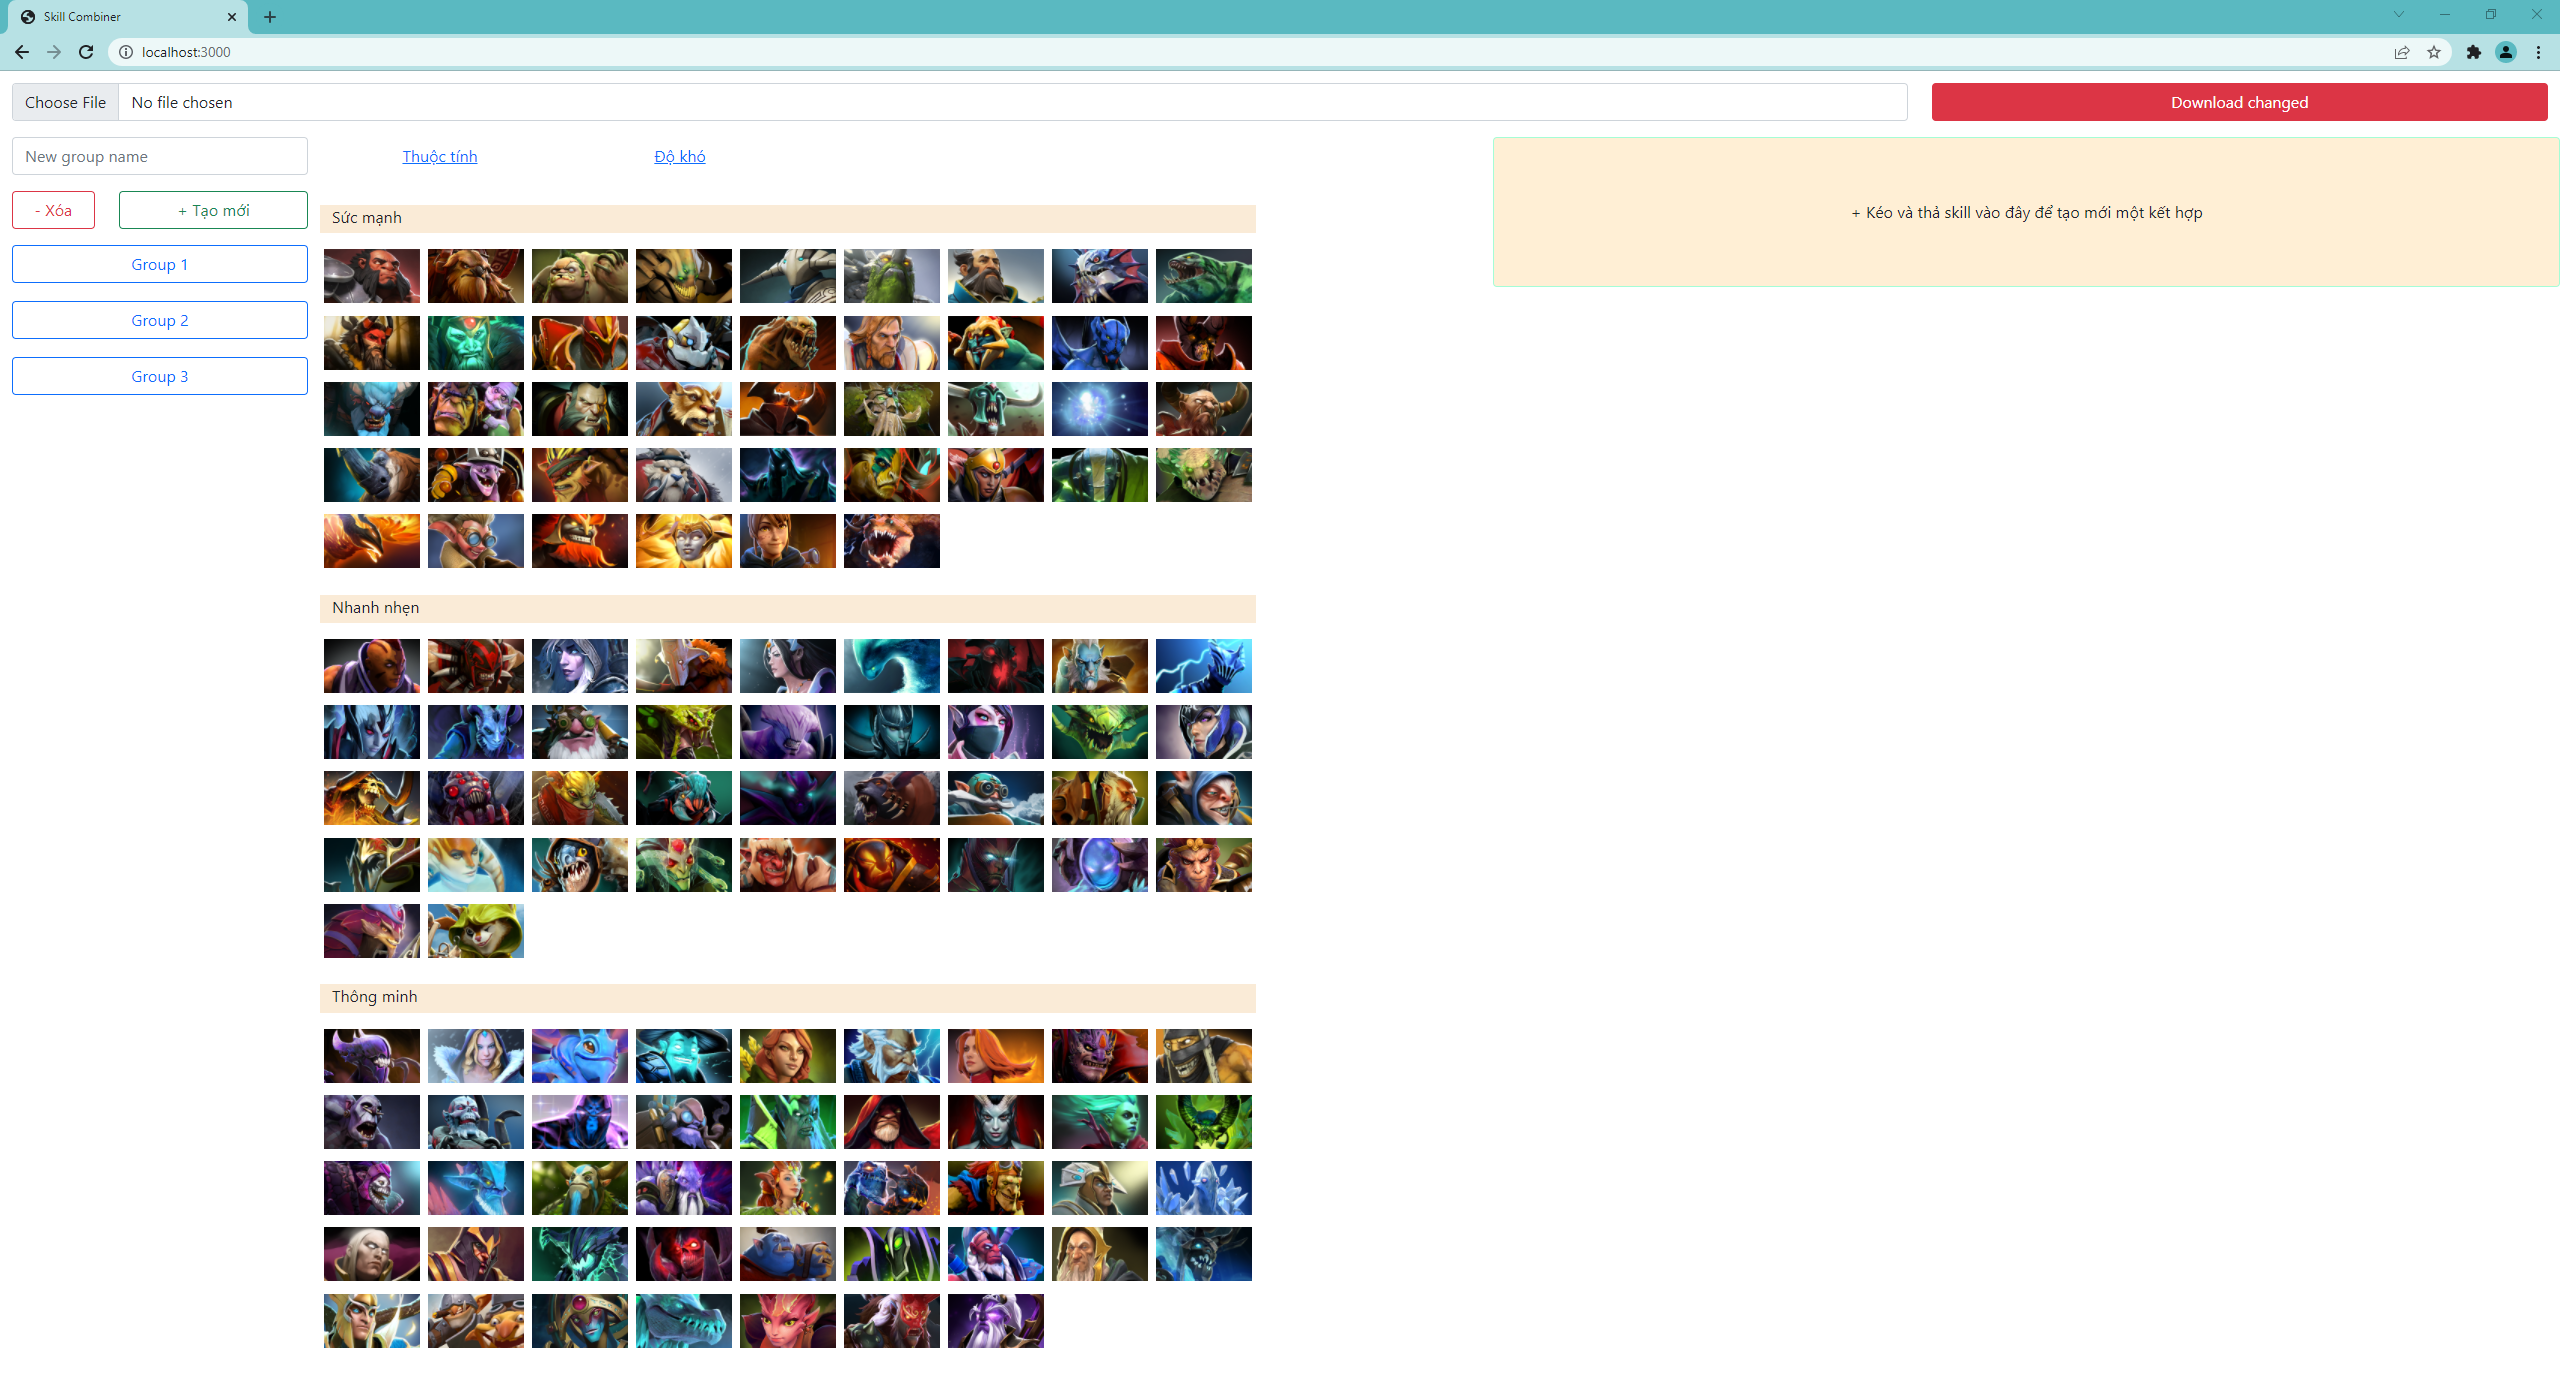 Skill Combiner
localhost:3000
Choose File No file chosen
Download changed
New group name
Thuộc tính
Độ khó
- Xóa
+ Tạo mới
Group 1
Group 2
Group 3
+ Kéo và thả skill vào đây để tạo mới một kết hợp
Sức mạnh
Nhanh nhẹn
Thông minh